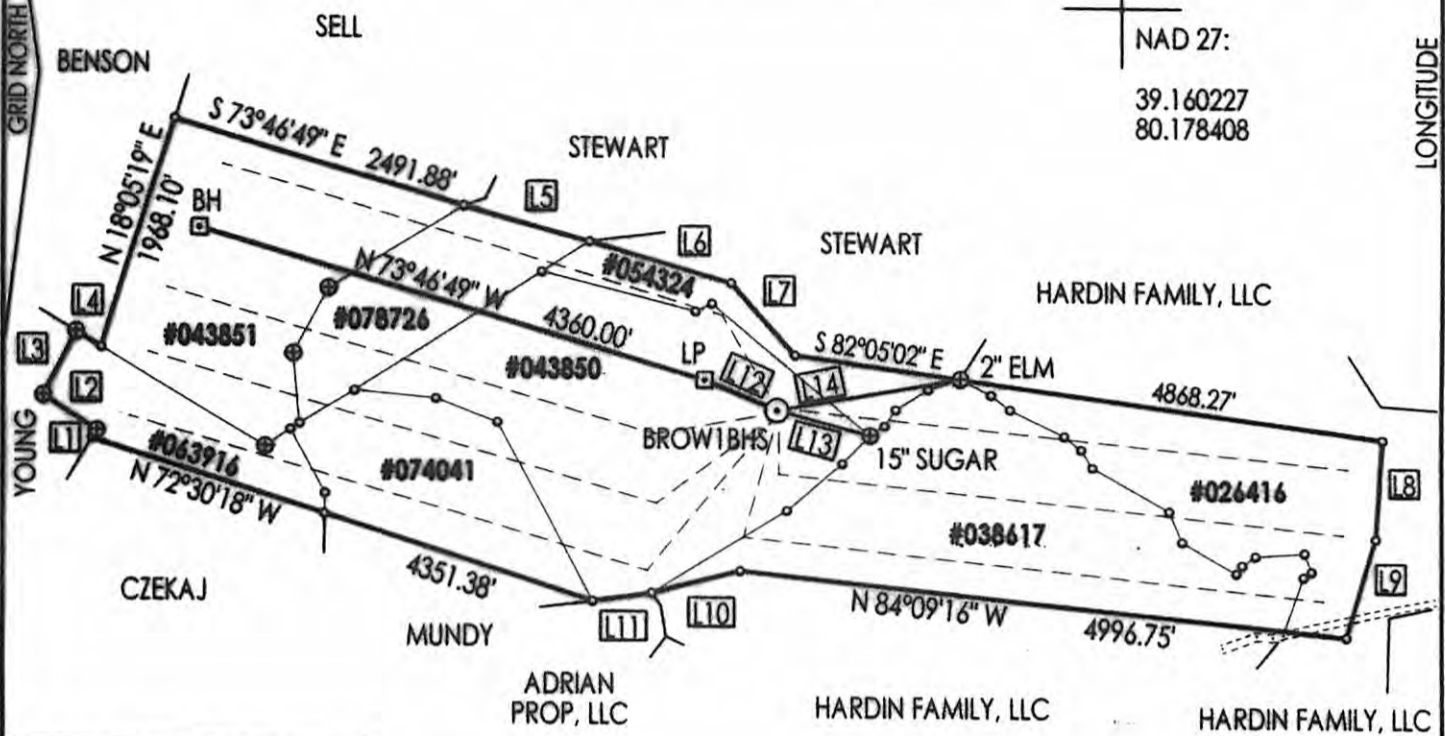 GRID NORTH
SELL
BENSON
NAD 27:
39.160227
80.178408
LONGITUDE
S 73°46'49" E 2491.88'
STEWART
N 18°05'19" E
1968.10'
BH
L5
L6
STEWART
#054324
L7
HARDIN FAMILY, LLC
N 73°46'49" W
4360.00'
L4
#043851
#078726
L3
#043850
LP
S 82°05'02" E
2" ELM
L12
L14
4868.27'
L2
YOUNG
L1
#063916
BROW1BHS
L13
15" SUGAR
#074041
N 72°30'18" W
#026416
L8
#038617
CZEKAJ
4351.38'
L9
N 84°09'16" W
4996.75'
MUNDY
L11
L10
ADRIAN
PROP, LLC
HARDIN FAMILY, LLC
HARDIN FAMILY, LLC